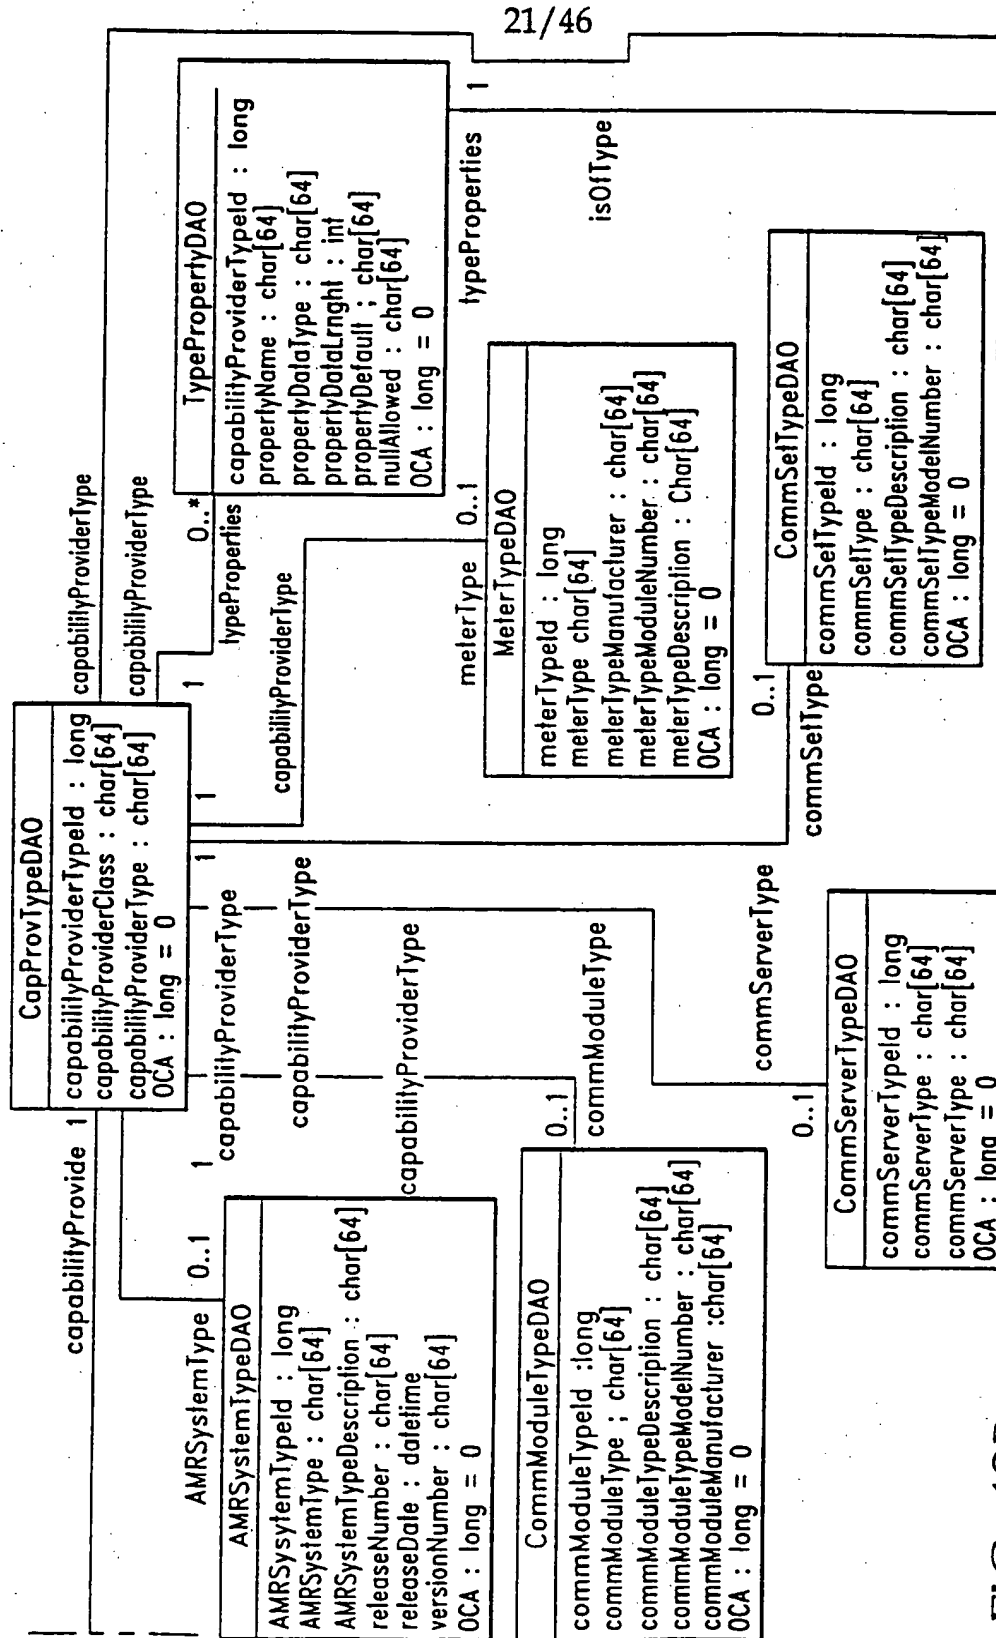 21/46
capabilityProviderType
capabilityProviderType
capabilityProvide 1
CapProvTypeDAO
capabilityProviderTypeId : long
capabilityProviderClass : char[64]
capabilityProviderType : char[64]
OCA : long = 0
TypePropertyDAO
capabilityProviderTypeId : long
propertyName : char[64]
propertyDataType : char[64]
propertyDataLrnght : int
propertyDefault ; char[64]
nullAllowed : char[64]
OCA : long = 0
0..*
typeProperties
1
1
typeProperties
isOfType
1
capabilityProviderType
meterType
0..1
MeterTypeDAO
meterTypeId : long
meterType char[64]
meterTypeManufacturer : char[64]
meterTypeModuleNumber : char[64]
meterTypeDescription : Char[64]
OCA : long = 0
1
0..1
commSetType
CommSetTypeDAO
commSetTypeId : long
commSetType : char[64]
commSetTypeDescription : char[64]
commSetTypeModelNumber : char[64]
OCA : long = 0
1
capabilityProviderType
capabilityProviderType
capabilityProviderType
AMRSystemType
0..1
AMRSystemTypeDAO
AMRSysytemTypeId : long
AMRSystemType : char[64]
AMRSystemTypeDescription : char[64]
releaseNumber : char[64]
releaseDate : datetime
versionNumber : char[64]
OCA : long = 0
0..1
commModuleType
CommModuleTypeDAO
commModuleTypeId :long
commModuleType ; char[64]
commModuleTypeDescription : char[64]
commModuleTypeModelNumber : char[64]
commModuleManufacturer :char[64]
OCA : long = 0
commServerType
0..1
CommServerTypeDAO
commServerTypeId : long
commServerType : char[64]
commServerType : char[64]
OCA : long = 0